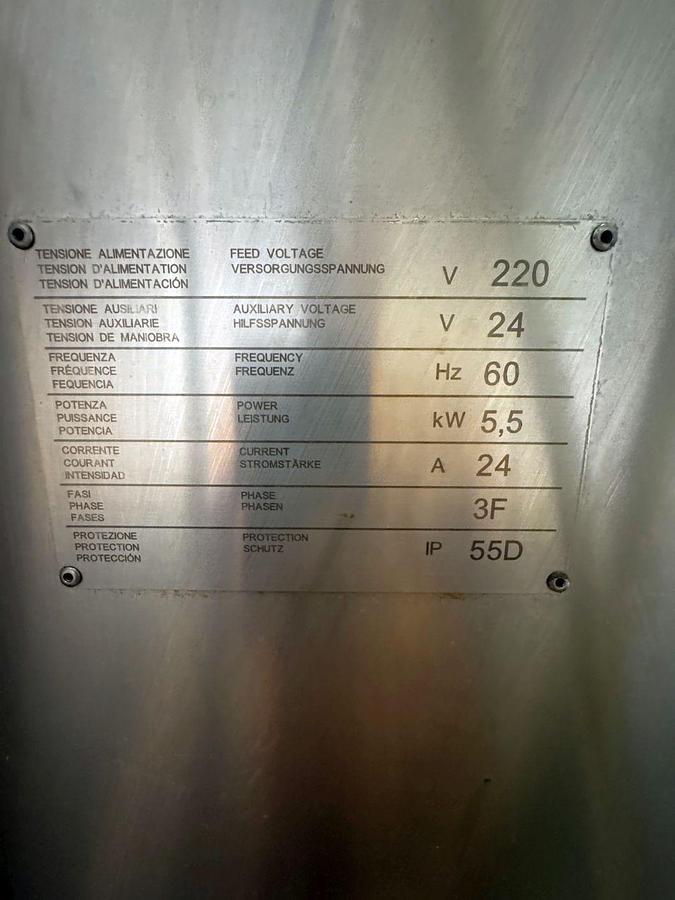 TENSIONE ALIMENTAZIONE FEED VOLTAGE
TENSION D'ALIMENTATION VERSORGUNGSSPANNUNG V 220
TENSION D'ALIMENTACIÓN
TENSIONE AUSILIARI AUXILIARY VOLTAGE
TENSION AUXILIARIE HILFSSPANNUNG V 24
TENSION DE MANIOBRA
FREQUENZA FREQUENCY
FRÉQUENCE FREQUENZ Hz 60
FEQUENCIA
POTENZA POWER
PUISSANCE LEISTUNG kW 5,5
POTENCIA
CORRENTE CURRENT
COURANT STROMSTÄRKE A 24
INTENSIDAD
FASI PHASE
PHASE PHASEN 3F
FASES
PROTEZIONE PROTECTION
PROTECTION SCHUTZ IP 55D
PROTECCIÓN